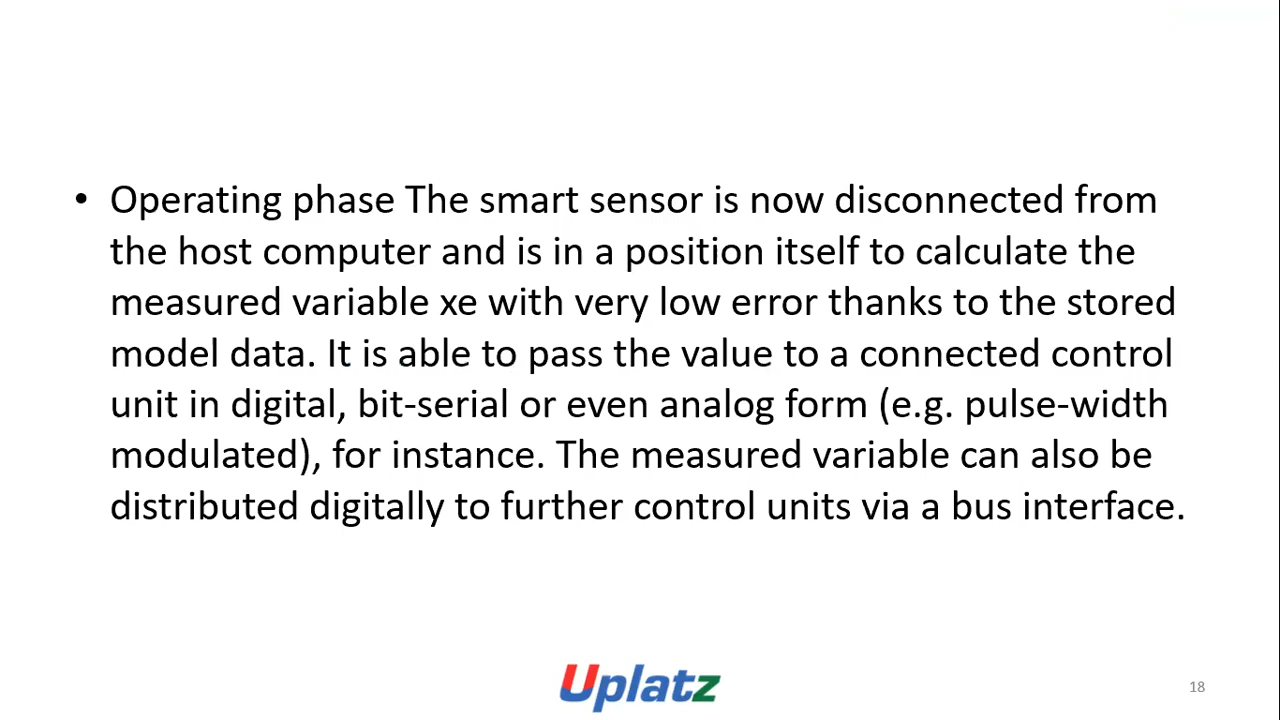 • Operating phase The smart sensor is now disconnected from
the host computer and is in a position itself to calculate the
measured variable xe with very low error thanks to the stored
model data. It is able to pass the value to a connected control
unit in digital, bit-serial or even analog form (e.g. pulse-width
modulated), for instance. The measured variable can also be
distributed digitally to further control units via a bus interface.
Uplatz
18